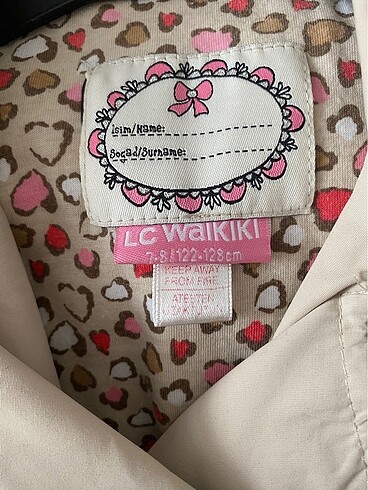 İsim/Name:
Soyad/Surname:
LC Waikiki
7-8/122-128cm
KEEP AWAY
FROM FIRE
ATEŞTEN